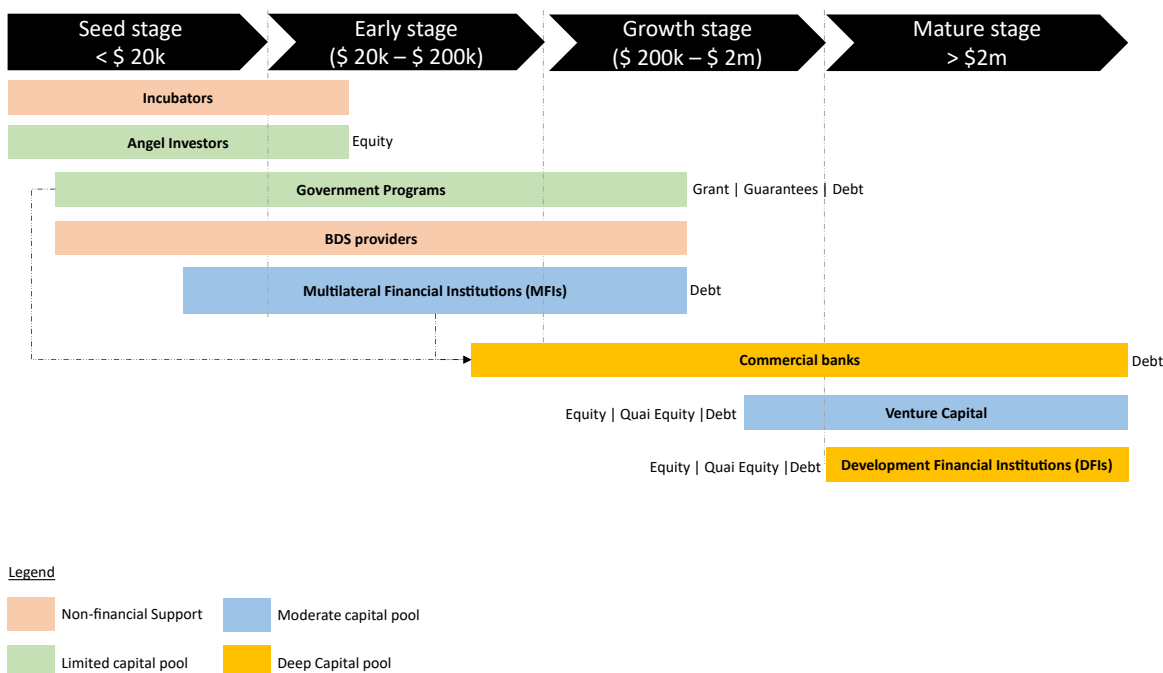 Seed stage
< $ 20k
Early stage
($ 20k – $ 200k)
Growth stage
($ 200k – $ 2m)
Mature stage
> $2m
Incubators
Angel Investors
Equity
Government Programs
Grant | Guarantees | Debt
BDS providers
Multilateral Financial Institutions (MFIs)
Debt
Commercial banks
Debt
Equity | Quai Equity |Debt
Venture Capital
Equity | Quai Equity |Debt
Development Financial Institutions (DFIs)
Legend
Non-financial Support
Moderate capital pool
Limited capital pool
Deep Capital pool